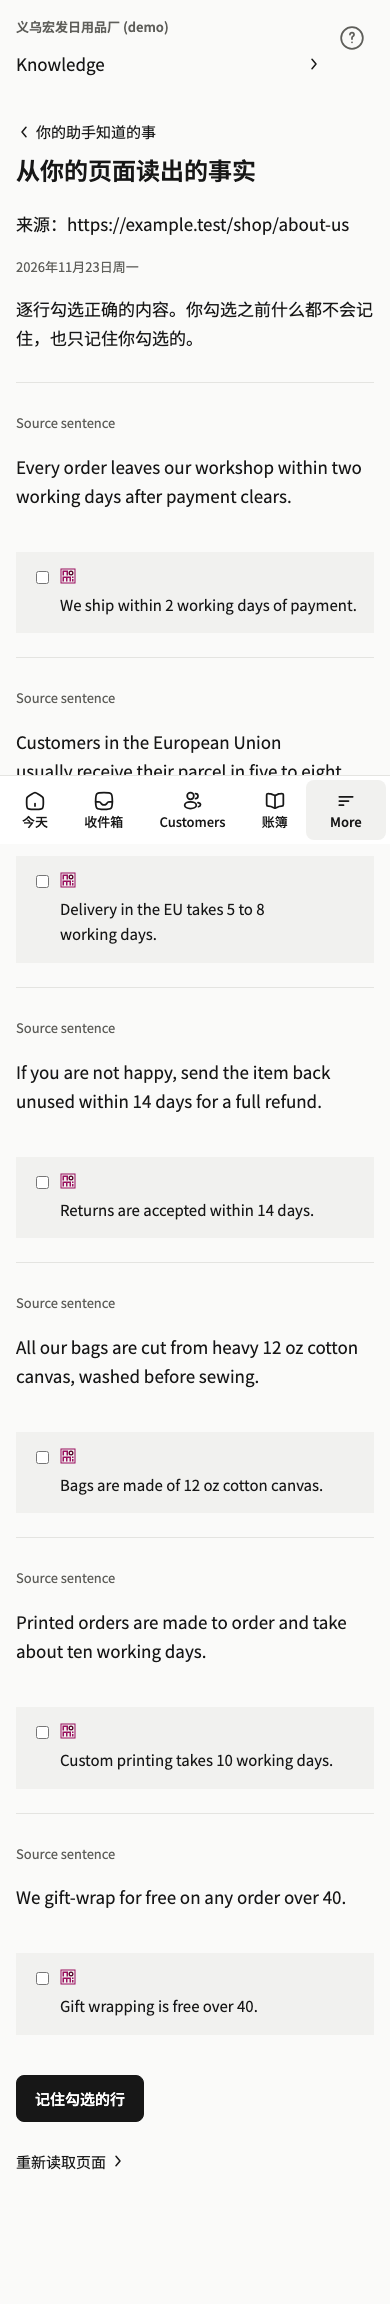 义乌宏发日用品厂 (demo)
Knowledge
你的助手知道的事
从你的页面读出的事实
来源：https://example.test/shop/about-us
2026年11月23日周一
逐行勾选正确的内容。你勾选之前什么都不会记
住，也只记住你勾选的。
Source sentence
Every order leaves our workshop within two
working days after payment clears.
We ship within 2 working days of payment.
Source sentence
Customers in the European Union
usually receive their parcel in five to eight
今天
收件箱
Customers
账簿
More
Delivery in the EU takes 5 to 8
working days.
Source sentence
If you are not happy, send the item back
unused within 14 days for a full refund.
Returns are accepted within 14 days.
Source sentence
All our bags are cut from heavy 12 oz cotton
canvas, washed before sewing.
Bags are made of 12 oz cotton canvas.
Source sentence
Printed orders are made to order and take
about ten working days.
Custom printing takes 10 working days.
Source sentence
We gift-wrap for free on any order over 40.
Gift wrapping is free over 40.
记住勾选的行
重新读取页面